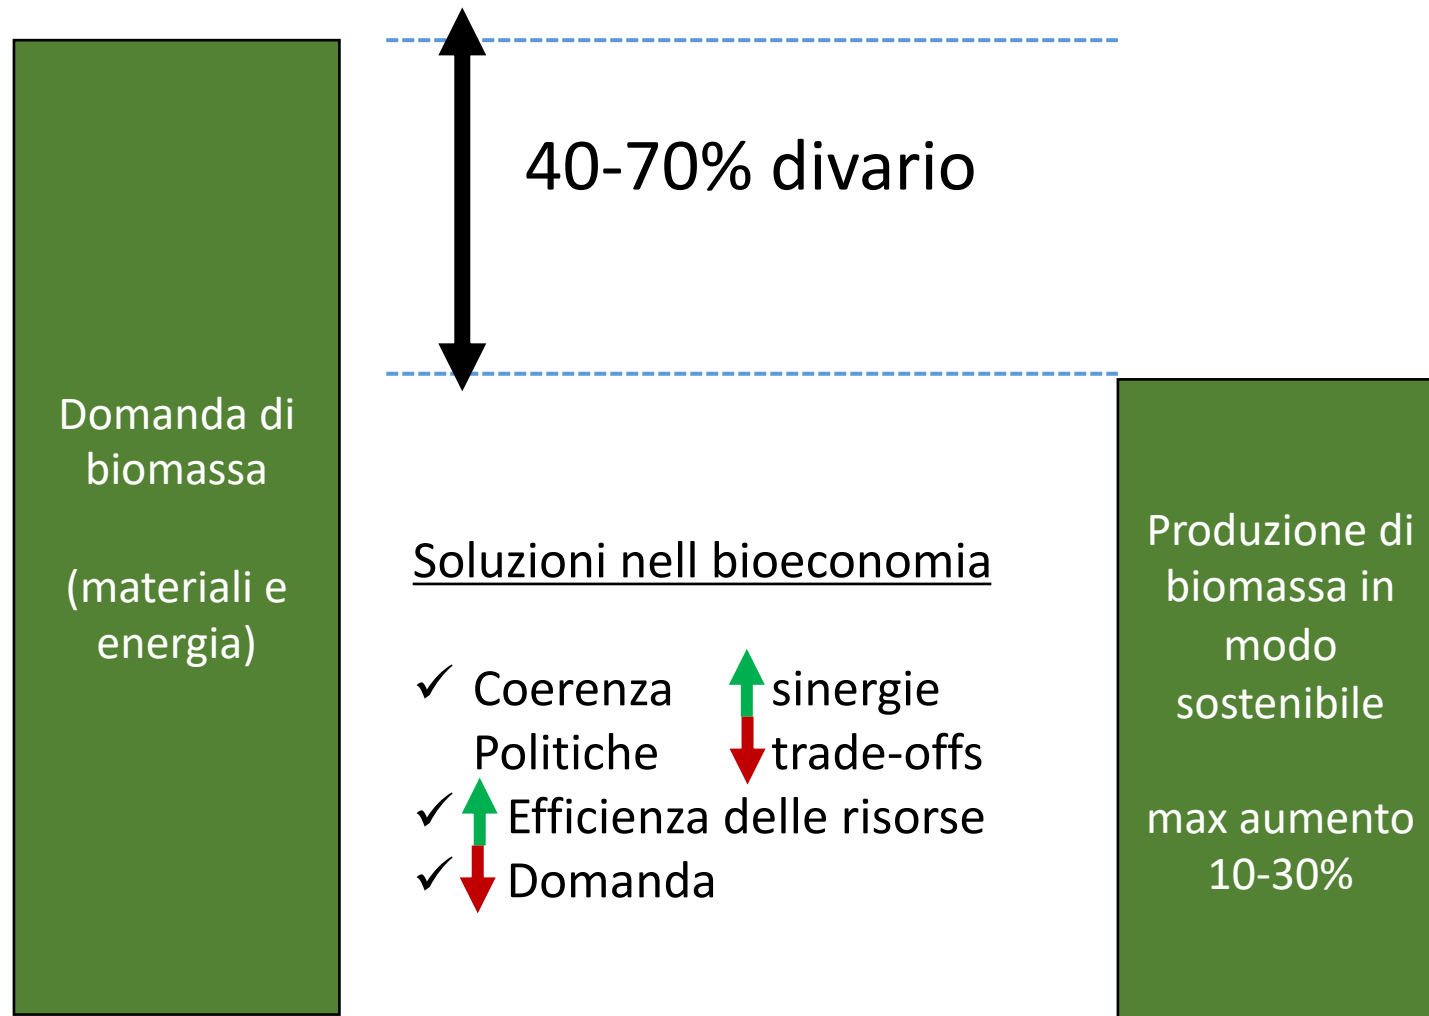 40-70% divario
Domanda di
biomassa
(materiali e
energia)
Soluzioni nell bioeconomia
✓ Coerenza sinergie
Politiche trade-offs
✓ Efficienza delle risorse
✓ Domanda
Produzione di
biomassa in
modo
sostenibile
max aumento
10-30%